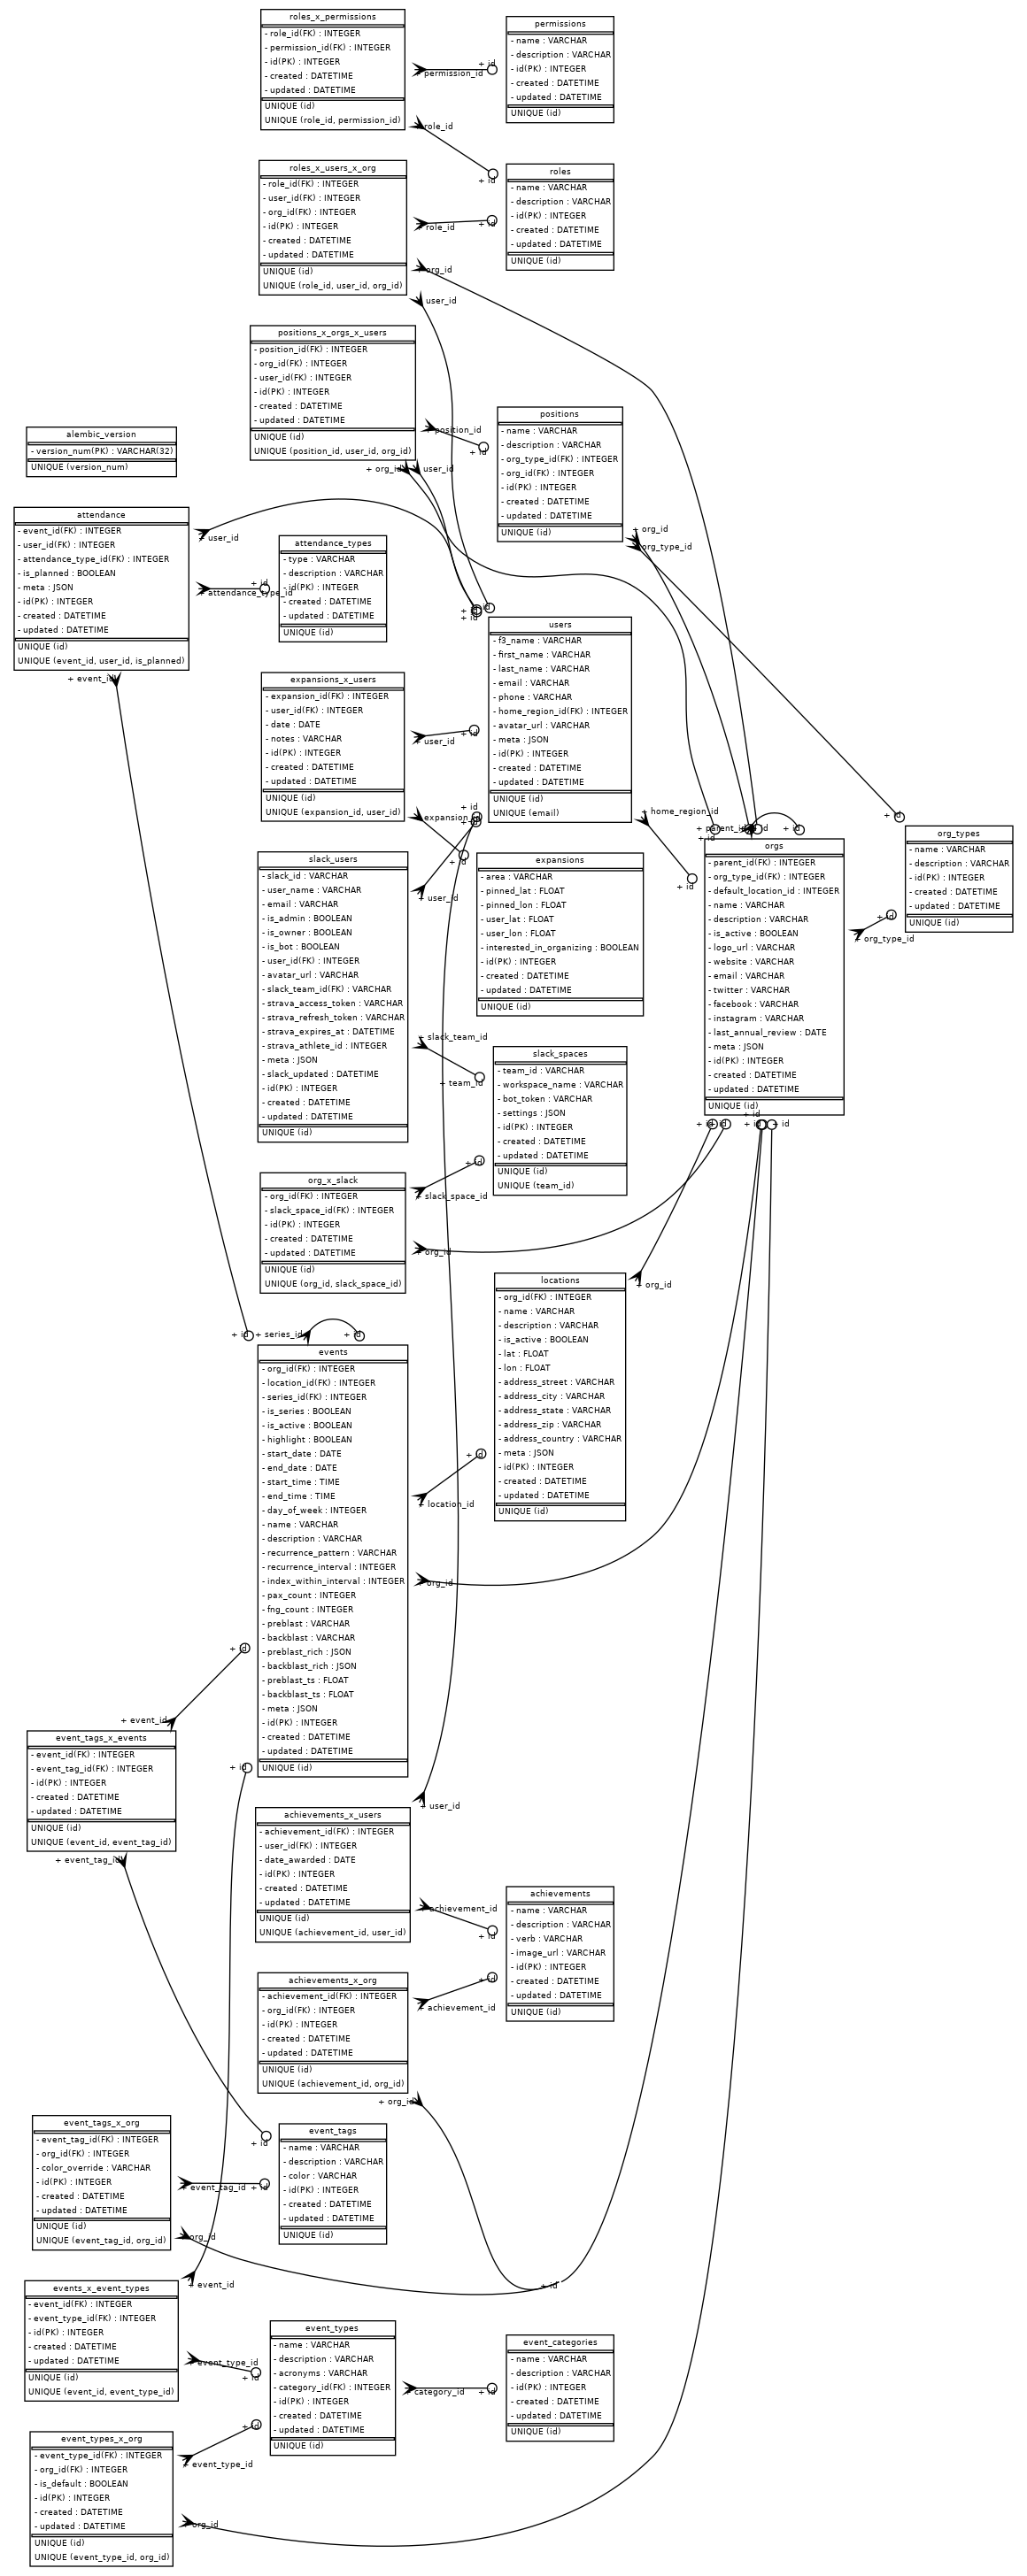 roles_x_permissions
- role_id(FK) : INTEGER
- permission_id(FK) : INTEGER
- id(PK) : INTEGER
- created : DATETIME
- updated : DATETIME
UNIQUE (id)
UNIQUE (role_id, permission_id)
permissions
- name : VARCHAR
- description : VARCHAR
- id(PK) : INTEGER
- created : DATETIME
- updated : DATETIME
UNIQUE (id)
+ id
permission_id
role_id
+ id
roles_x_users_x_org
- role_id(FK) : INTEGER
- user_id(FK) : INTEGER
- org_id(FK) : INTEGER
- id(PK) : INTEGER
- created : DATETIME
- updated : DATETIME
UNIQUE (id)
UNIQUE (role_id, user_id, org_id)
roles
- name : VARCHAR
- description : VARCHAR
- id(PK) : INTEGER
- created : DATETIME
- updated : DATETIME
UNIQUE (id)
+ id
+ role_id
+ org_id
+ user_id
positions_x_orgs_x_users
- position_id(FK) : INTEGER
- org_id(FK) : INTEGER
- user_id(FK) : INTEGER
- id(PK) : INTEGER
- created : DATETIME
- updated : DATETIME
UNIQUE (id)
UNIQUE (position_id, user_id, org_id)
positions
- name : VARCHAR
- description : VARCHAR
- org_type_id(FK) : INTEGER
- org_id(FK) : INTEGER
- id(PK) : INTEGER
- created : DATETIME
- updated : DATETIME
UNIQUE (id)
position_id
+ id
+ org_id
user_id
+ org_id
org_type_id
alembic_version
- version_num(PK) : VARCHAR(32)
UNIQUE (version_num)
attendance
- event_id(FK) : INTEGER
- user_id(FK) : INTEGER
- attendance_type_id(FK) : INTEGER
- is_planned : BOOLEAN
- meta : JSON
- id(PK) : INTEGER
- created : DATETIME
- updated : DATETIME
UNIQUE (id)
UNIQUE (event_id, user_id, is_planned)
+ user_id
+ id
+ attendance_type_id
+ event_id
attendance_types
- type : VARCHAR
- description : VARCHAR
- id(PK) : INTEGER
- created : DATETIME
- updated : DATETIME
UNIQUE (id)
+ id
+ id
users
- f3_name : VARCHAR
- first_name : VARCHAR
- last_name : VARCHAR
- email : VARCHAR
- phone : VARCHAR
- home_region_id(FK) : INTEGER
- avatar_url : VARCHAR
- meta : JSON
- id(PK) : INTEGER
- created : DATETIME
- updated : DATETIME
UNIQUE (id)
UNIQUE (email)
expansions_x_users
- expansion_id(FK) : INTEGER
- user_id(FK) : INTEGER
- date : DATE
- notes : VARCHAR
- id(PK) : INTEGER
- created : DATETIME
- updated : DATETIME
UNIQUE (id)
UNIQUE (expansion_id, user_id)
+ id
+ user_id
expansion_id
+ id
+ id
+ id
+ home_region_id
+ id
+ parent_id
+ id
+ id
+ id
orgs
- parent_id(FK) : INTEGER
- org_type_id(FK) : INTEGER
- default_location_id : INTEGER
- name : VARCHAR
- description : VARCHAR
- is_active : BOOLEAN
- logo_url : VARCHAR
- website : VARCHAR
- email : VARCHAR
- twitter : VARCHAR
- facebook : VARCHAR
- instagram : VARCHAR
- last_annual_review : DATE
- meta : JSON
- id(PK) : INTEGER
- created : DATETIME
- updated : DATETIME
UNIQUE (id)
org_types
- name : VARCHAR
- description : VARCHAR
- id(PK) : INTEGER
- created : DATETIME
- updated : DATETIME
UNIQUE (id)
+ id
+ org_type_id
expansions
- area : VARCHAR
- pinned_lat : FLOAT
- pinned_lon : FLOAT
- user_lat : FLOAT
- user_lon : FLOAT
- interested_in_organizing : BOOLEAN
- id(PK) : INTEGER
- created : DATETIME
- updated : DATETIME
UNIQUE (id)
slack_users
- slack_id : VARCHAR
- user_name : VARCHAR
- email : VARCHAR
- is_admin : BOOLEAN
- is_owner : BOOLEAN
- is_bot : BOOLEAN
- user_id(FK) : INTEGER
- avatar_url : VARCHAR
- slack_team_id(FK) : VARCHAR
- strava_access_token : VARCHAR
- strava_refresh_token : VARCHAR
- strava_expires_at : DATETIME
- strava_athlete_id : INTEGER
- meta : JSON
- slack_updated : DATETIME
- id(PK) : INTEGER
- created : DATETIME
- updated : DATETIME
UNIQUE (id)
+ user_id
+ slack_team_id
+ team_id
slack_spaces
- team_id : VARCHAR
- workspace_name : VARCHAR
- bot_token : VARCHAR
- settings : JSON
- id(PK) : INTEGER
- created : DATETIME
- updated : DATETIME
UNIQUE (id)
UNIQUE (team_id)
org_x_slack
- org_id(FK) : INTEGER
- slack_space_id(FK) : INTEGER
- id(PK) : INTEGER
- created : DATETIME
- updated : DATETIME
UNIQUE (id)
UNIQUE (org_id, slack_space_id)
+ id
+ slack_space_id
+ org_id
+ id
+ id
+ id
+ id
locations
- org_id(FK) : INTEGER
- name : VARCHAR
- description : VARCHAR
- is_active : BOOLEAN
- lat : FLOAT
- lon : FLOAT
- address_street : VARCHAR
- address_city : VARCHAR
- address_state : VARCHAR
- address_zip : VARCHAR
- address_country : VARCHAR
- meta : JSON
- id(PK) : INTEGER
- created : DATETIME
- updated : DATETIME
UNIQUE (id)
+ org_id
+ id
+ series_id
+ id
events
- org_id(FK) : INTEGER
- location_id(FK) : INTEGER
- series_id(FK) : INTEGER
- is_series : BOOLEAN
- is_active : BOOLEAN
- highlight : BOOLEAN
- start_date : DATE
- end_date : DATE
- start_time : TIME
- end_time : TIME
- day_of_week : INTEGER
- name : VARCHAR
- description : VARCHAR
- recurrence_pattern : VARCHAR
- recurrence_interval : INTEGER
- index_within_interval : INTEGER
- pax_count : INTEGER
- fng_count : INTEGER
- preblast : VARCHAR
- backblast : VARCHAR
- preblast_rich : JSON
- backblast_rich : JSON
- preblast_ts : FLOAT
- backblast_ts : FLOAT
- meta : JSON
- id(PK) : INTEGER
- created : DATETIME
- updated : DATETIME
UNIQUE (id)
+ id
+ location_id
+ org_id
+ id
+ event_id
+ id
event_tags_x_events
- event_id(FK) : INTEGER
- event_tag_id(FK) : INTEGER
- id(PK) : INTEGER
- created : DATETIME
- updated : DATETIME
UNIQUE (id)
UNIQUE (event_id, event_tag_id)
+ event_tag_id
achievements_x_users
- achievement_id(FK) : INTEGER
- user_id(FK) : INTEGER
- date_awarded : DATE
- id(PK) : INTEGER
- created : DATETIME
- updated : DATETIME
UNIQUE (id)
UNIQUE (achievement_id, user_id)
+ user_id
achievement_id
+ id
achievements
- name : VARCHAR
- description : VARCHAR
- verb : VARCHAR
- image_url : VARCHAR
- id(PK) : INTEGER
- created : DATETIME
- updated : DATETIME
UNIQUE (id)
achievements_x_org
- achievement_id(FK) : INTEGER
- org_id(FK) : INTEGER
- id(PK) : INTEGER
- created : DATETIME
- updated : DATETIME
UNIQUE (id)
UNIQUE (achievement_id, org_id)
+ id
+ achievement_id
+ org_id
event_tags_x_org
- event_tag_id(FK) : INTEGER
- org_id(FK) : INTEGER
- color_override : VARCHAR
- id(PK) : INTEGER
- created : DATETIME
- updated : DATETIME
UNIQUE (id)
UNIQUE (event_tag_id, org_id)
+ id
+ event_tag_id
+ id
org_id
event_tags
- name : VARCHAR
- description : VARCHAR
- color : VARCHAR
- id(PK) : INTEGER
- created : DATETIME
- updated : DATETIME
UNIQUE (id)
+ id
+ event_id
events_x_event_types
- event_id(FK) : INTEGER
- event_type_id(FK) : INTEGER
- id(PK) : INTEGER
- created : DATETIME
- updated : DATETIME
UNIQUE (id)
UNIQUE (event_id, event_type_id)
+ event_type_id
+ id
event_types
- name : VARCHAR
- description : VARCHAR
- acronyms : VARCHAR
- category_id(FK) : INTEGER
- id(PK) : INTEGER
- created : DATETIME
- updated : DATETIME
UNIQUE (id)
category_id
+ id
event_categories
- name : VARCHAR
- description : VARCHAR
- id(PK) : INTEGER
- created : DATETIME
- updated : DATETIME
UNIQUE (id)
event_types_x_org
- event_type_id(FK) : INTEGER
- org_id(FK) : INTEGER
- is_default : BOOLEAN
- id(PK) : INTEGER
- created : DATETIME
- updated : DATETIME
UNIQUE (id)
UNIQUE (event_type_id, org_id)
+ id
+ event_type_id
+ org_id